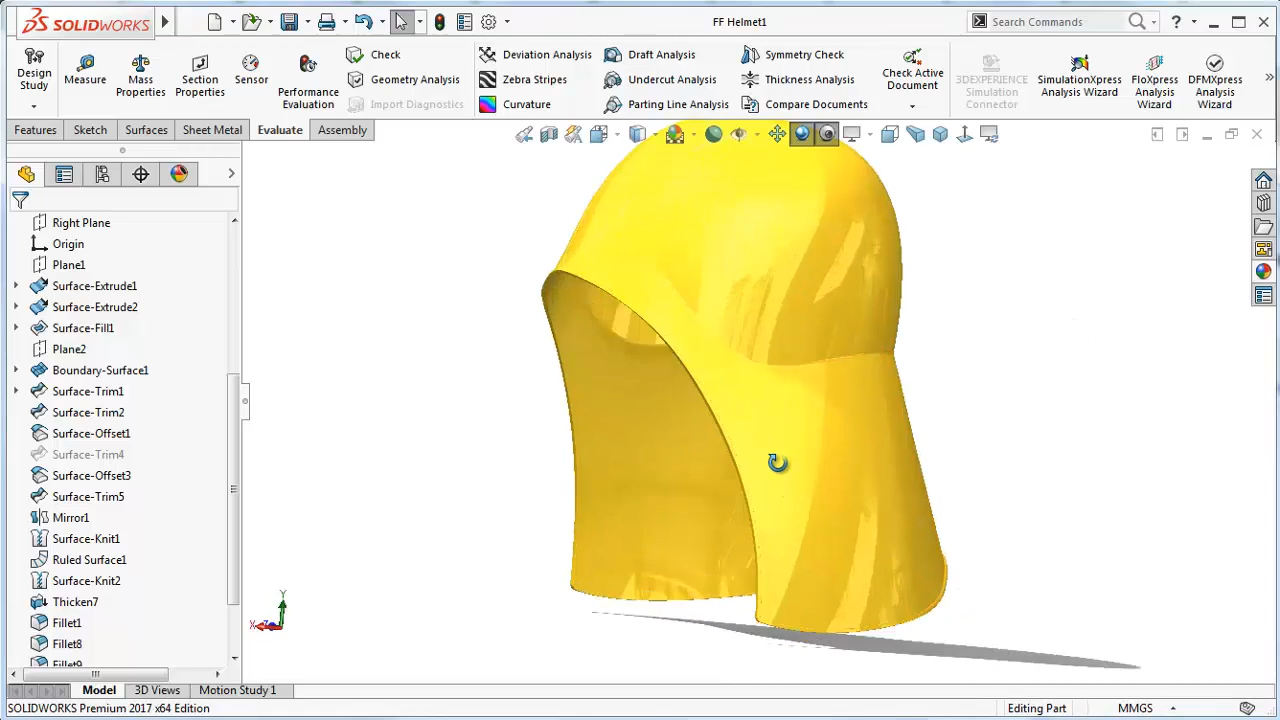 SOLIDWORKS
FF Helmet1
Search Commands
?
Design Study
Measure
Mass Properties
Section Properties
Sensor
Performance Evaluation
Check
Geometry Analysis
Import Diagnostics
Deviation Analysis
Zebra Stripes
Curvature
Draft Analysis
Undercut Analysis
Parting Line Analysis
Symmetry Check
Thickness Analysis
Compare Documents
Check Active Document
3DEXPERIENCE Simulation Connector
SimulationXpress Analysis Wizard
FloXpress Analysis Wizard
DFMXpress Analysis Wizard
Features
Sketch
Surfaces
Sheet Metal
Evaluate
Assembly
Right Plane
Origin
Plane1
Surface-Extrude1
Surface-Extrude2
Surface-Fill1
Plane2
Boundary-Surface1
Surface-Trim1
Surface-Trim2
Surface-Offset1
Surface-Trim4
Surface-Offset3
Surface-Trim5
Mirror1
Surface-Knit1
Ruled Surface1
Surface-Knit2
Thicken7
Fillet1
Fillet8
Fillet9
Y
X
Model
3D Views
Motion Study 1
SOLIDWORKS Premium 2017 x64 Edition
Editing Part
MMGS